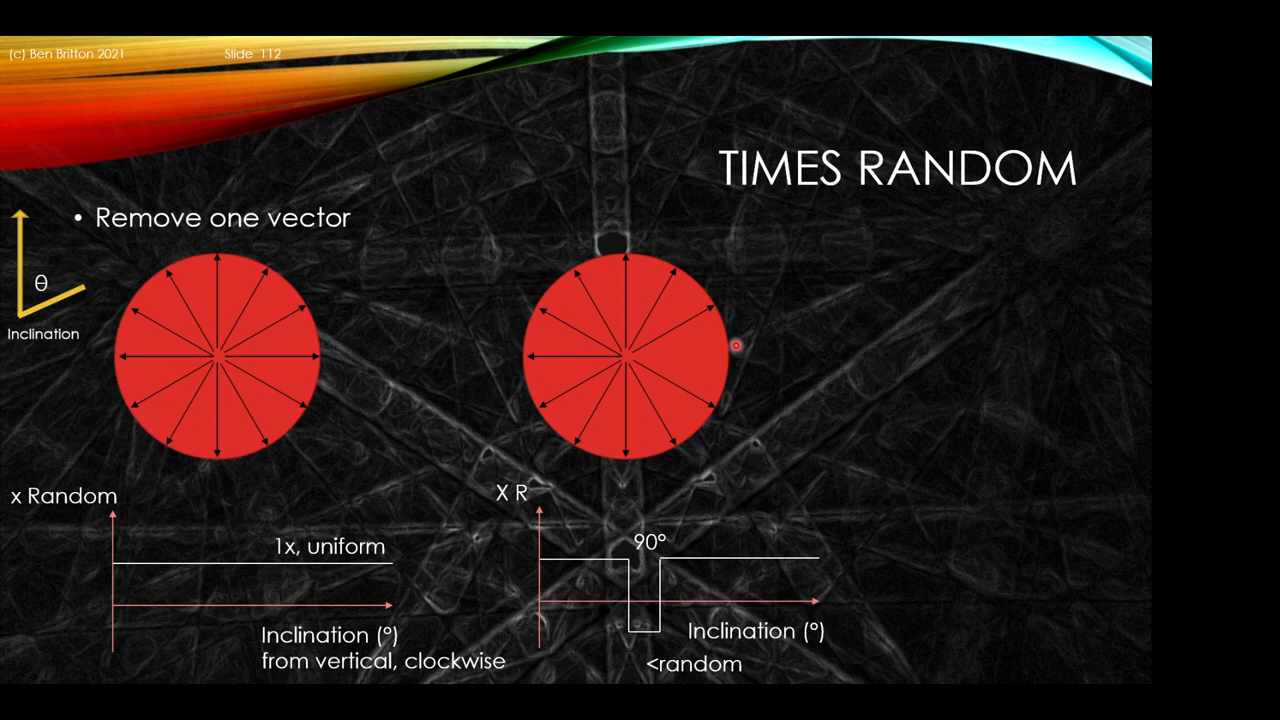 (c) Ben Britton 2021
Slide 112
TIMES RANDOM
• Remove one vector
θ
Inclination
x Random
1x, uniform
Inclination (°)
from vertical, clockwise
X R
90°
Inclination (°)
<random